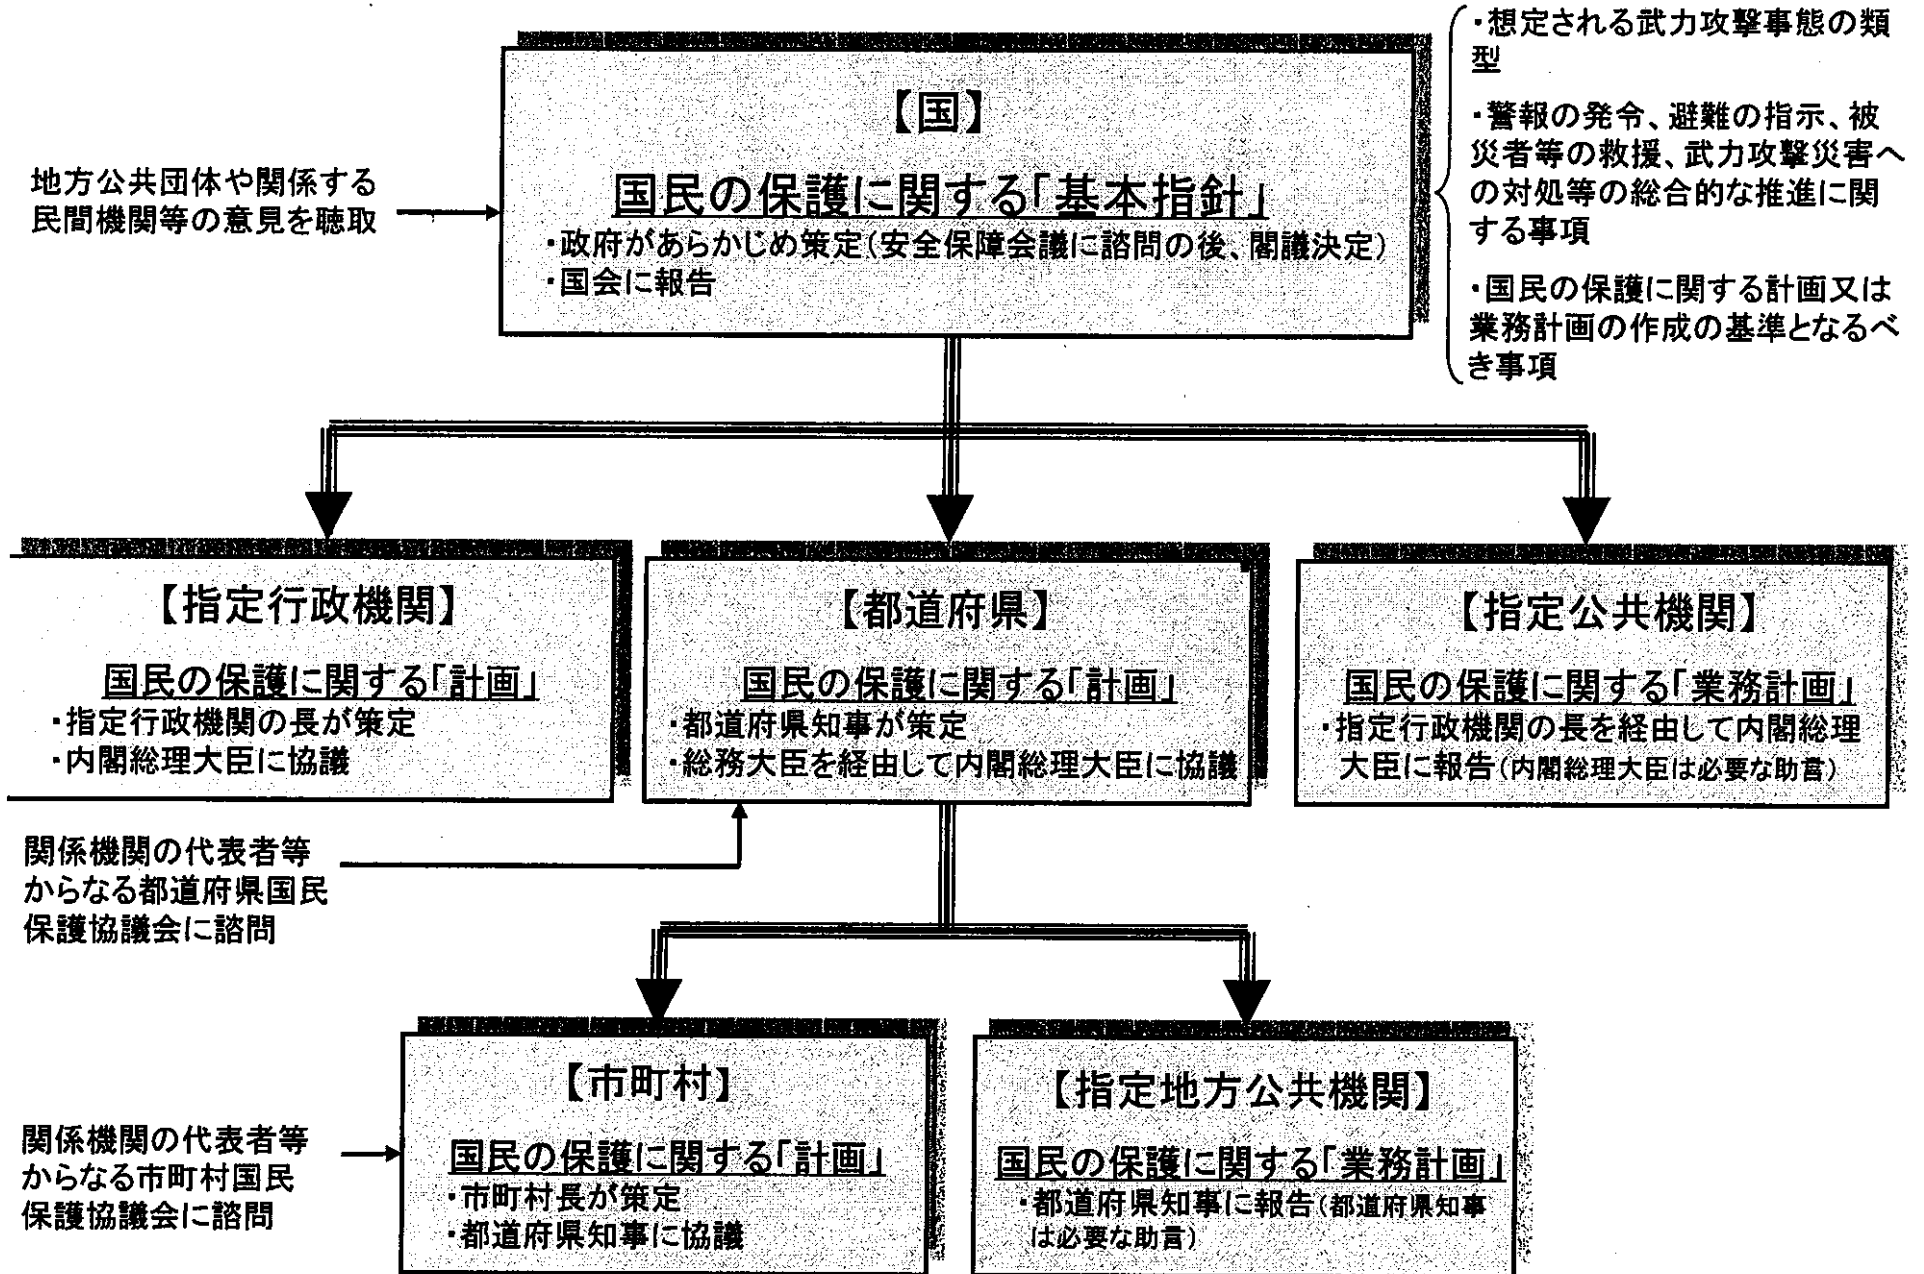 地方公共団体や関係する
民間機関等の意見を聴取
【国】
国民の保護に関する「基本指針」
・政府があらかじめ策定(安全保障会議に諮問の後、閣議決定)
・国会に報告
・想定される武力攻撃事態の類
型
・警報の発令、避難の指示、被
災者等の救援、武力攻撃災害へ
の対処等の総合的な推進に関
する事項
・国民の保護に関する計画又は
業務計画の作成の基準となるべ
き事項
【指定行政機関】
国民の保護に関する「計画」
・指定行政機関の長が策定
・内閣総理大臣に協議
【都道府県】
国民の保護に関する「計画」
・都道府県知事が策定
・総務大臣を経由して内閣総理大臣に協議
【指定公共機関】
国民の保護に関する「業務計画」
・指定行政機関の長を経由して内閣総理
大臣に報告(内閣総理大臣は必要な助言)
関係機関の代表者等
からなる都道府県国民
保護協議会に諮問
関係機関の代表者等
からなる市町村国民
保護協議会に諮問
【市町村】
国民の保護に関する「計画」
・市町村長が策定
・都道府県知事に協議
【指定地方公共機関】
国民の保護に関する「業務計画」
・都道府県知事に報告(都道府県知事
は必要な助言)